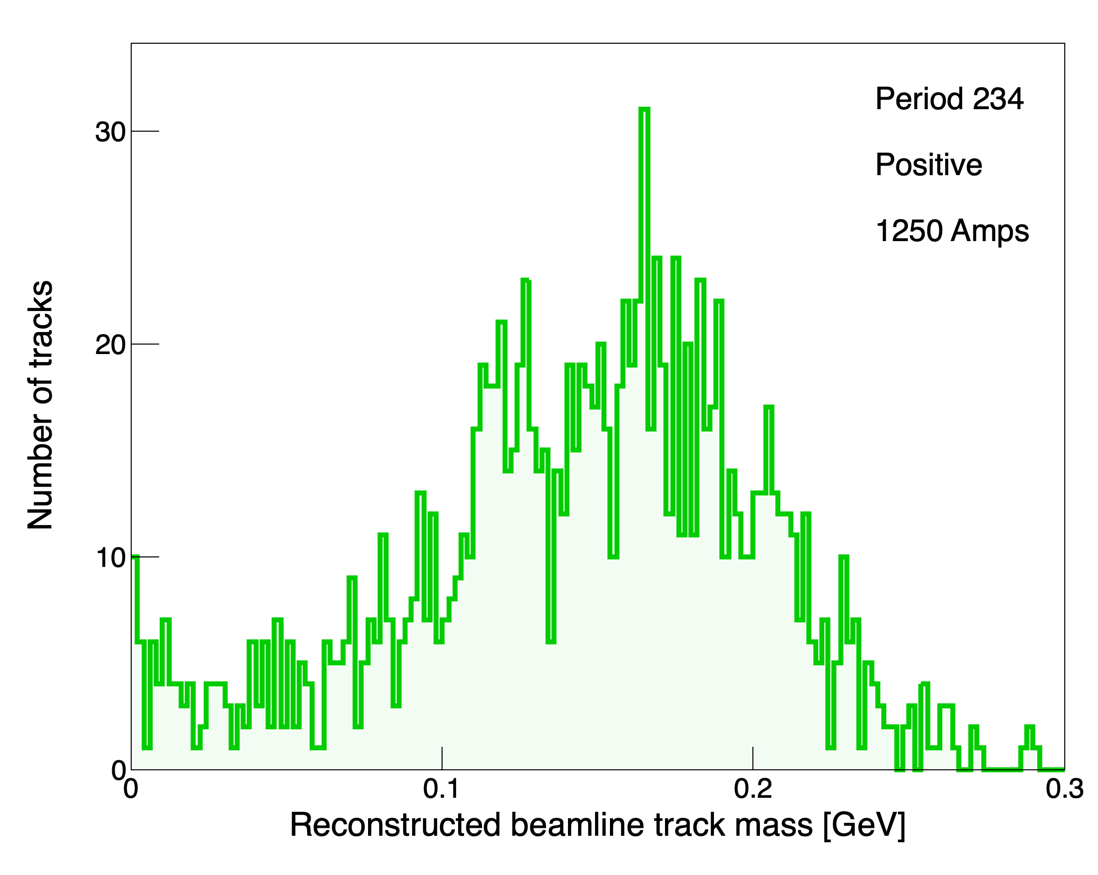 Period 234
Positive
1250 Amps
30
20
10
0
Number of tracks
0 0.1 0.2 0.3
Reconstructed beamline track mass [GeV]